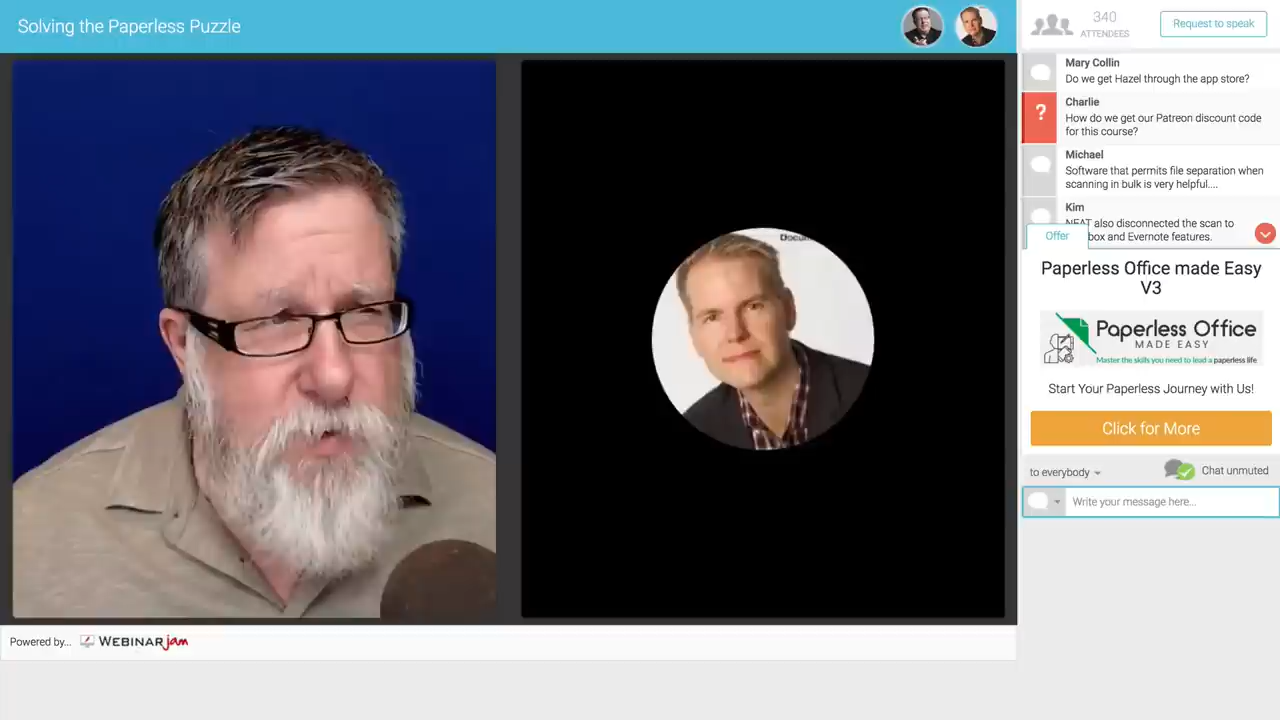 Solving the Paperless Puzzle
340
ATTENDEES
Request to speak
Mary Collin
Do we get Hazel through the app store?
?
Charlie
How do we get our Patreon discount code
for this course?
Michael
Software that permits file separation when
scanning in bulk is very helpful....
Kim
NEAT also disconnected the scan to
box and Evernote features.
Offer
Paperless Office made Easy
V3
Paperless Office
MADE EASY
Master the skills you need to lead a paperless life
Start Your Paperless Journey with Us!
Click for More
to everybody
Chat unmuted
Write your message here...
Powered by...
WEBINARjam